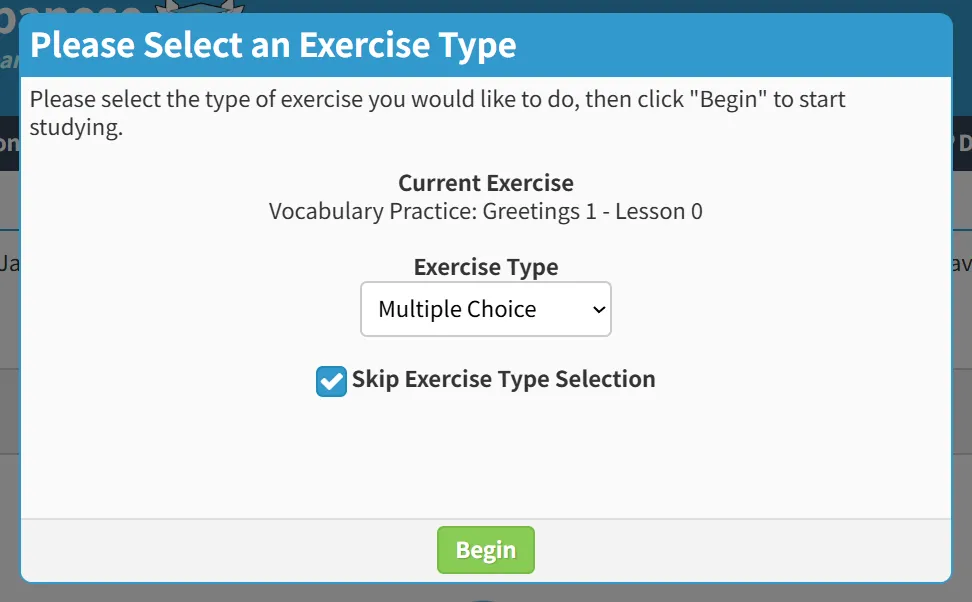 Please Select an Exercise Type
Please select the type of exercise you would like to do, then click "Begin" to start
studying.
Current Exercise
Vocabulary Practice: Greetings 1 - Lesson 0
Exercise Type
Multiple Choice
Skip Exercise Type Selection
Begin